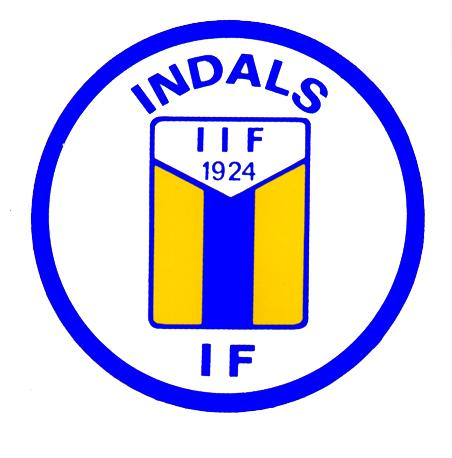 INDALS
IIF
1924
IF